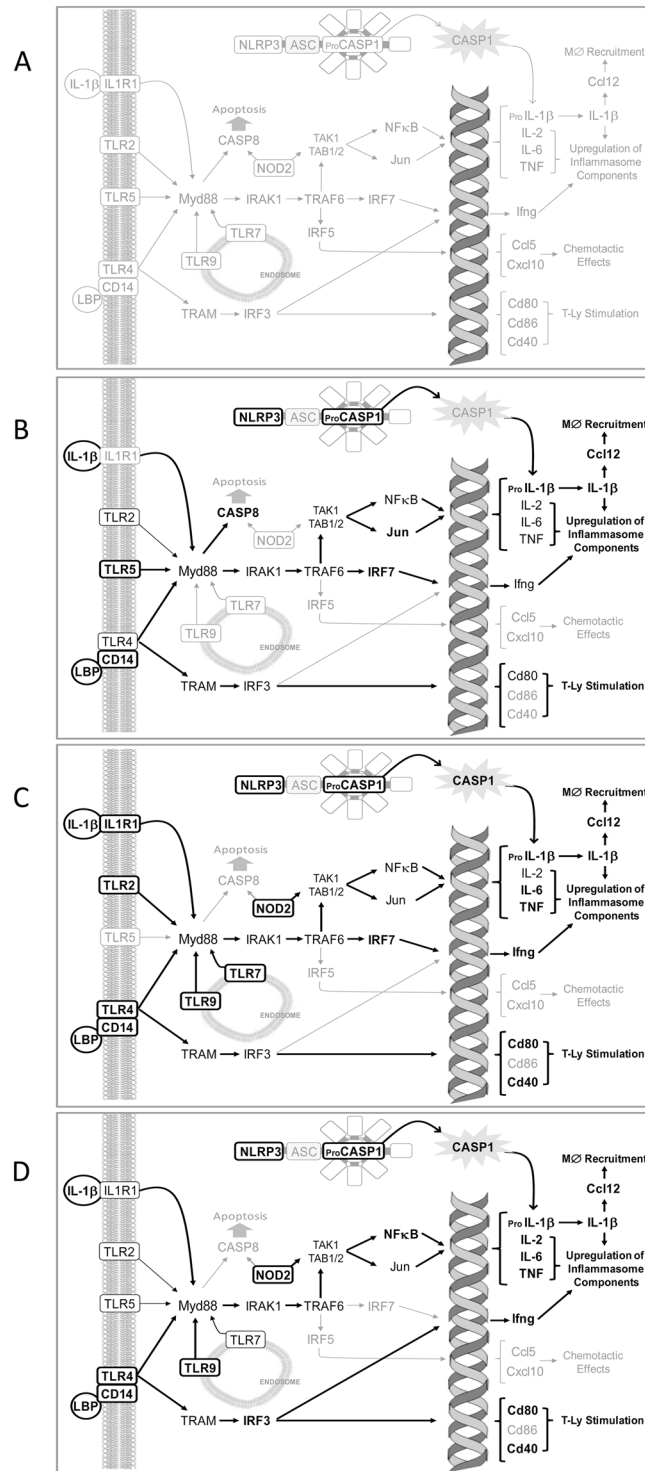 A
NLRP3 ASC ProCASP1
CASP1
MØ Recruitment
Ccl12
IL-1β IL1R1
Apoptosis
CASP8
TLR2
NOD2
TAK1
TAB1/2
NFκB
Jun
Pro IL-1β IL-1β
IL-2
IL-6
TNF
Upregulation of
Inflammasome
Components
TLR5 Myd88 IRAK1 TRAF6 IRF7
Ifng
TLR7
IRF5
TLR9
ENDOSOME
Ccl5
Cxcl10
Chemotactic
Effects
TLR4
CD14
LBP
TRAM IRF3
Cd80
Cd86
Cd40
T-Ly Stimulation
B
NLRP3 ASC ProCASP1
CASP1
MØ Recruitment
Ccl12
IL-1β IL1R1
Apoptosis
CASP8
TLR2
NOD2
TAK1
TAB1/2
NFκB
Jun
Pro IL-1β IL-1β
IL-2
IL-6
TNF
Upregulation of
Inflammasome
Components
TLR5 Myd88 IRAK1 TRAF6 IRF7
Ifng
TLR7
IRF5
TLR9
ENDOSOME
Ccl5
Cxcl10
Chemotactic
Effects
TLR4
CD14
LBP
TRAM IRF3
Cd80
Cd86
Cd40
T-Ly Stimulation
C
NLRP3 ASC ProCASP1
CASP1
MØ Recruitment
Ccl12
IL-1β IL1R1
Apoptosis
CASP8
TLR2
NOD2
TAK1
TAB1/2
NFκB
Jun
Pro IL-1β IL-1β
IL-2
IL-6
TNF
Upregulation of
Inflammasome
Components
TLR5 Myd88 IRAK1 TRAF6 IRF7
Ifng
TLR7
IRF5
TLR9
ENDOSOME
Ccl5
Cxcl10
Chemotactic
Effects
TLR4
CD14
LBP
TRAM IRF3
Cd80
Cd86
Cd40
T-Ly Stimulation
D
NLRP3 ASC ProCASP1
CASP1
MØ Recruitment
Ccl12
IL-1β IL1R1
Apoptosis
CASP8
TLR2
NOD2
TAK1
TAB1/2
NFκB
Jun
Pro IL-1β IL-1β
IL-2
IL-6
TNF
Upregulation of
Inflammasome
Components
TLR5 Myd88 IRAK1 TRAF6 IRF7
Ifng
TLR7
IRF5
TLR9
ENDOSOME
Ccl5
Cxcl10
Chemotactic
Effects
TLR4
CD14
LBP
TRAM IRF3
Cd80
Cd86
Cd40
T-Ly Stimulation